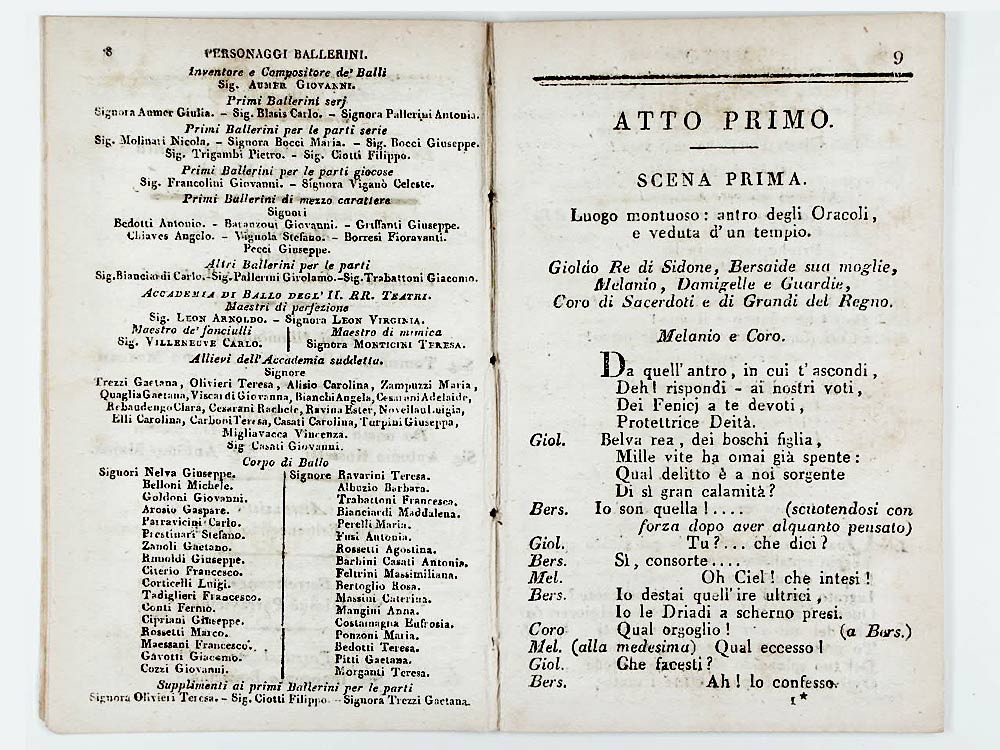 8
PERSONAGGI BALLERINI.
Inventore e Compositore de' Balli
Sig. AUMER GIOVANNI.
Primi Ballerini serj
Signora Aumer Giulia. - Sig. Blasis Carlo. - Signora Pallerini Antonia.
Primi Ballerini per le parti serie
Sig. Molinari Nicola. - Signora Bocci Maria. - Sig. Bocci Giuseppe.
Sig. Trigambi Pietro. - Sig. Ciotti Filippo.
Primi Ballerini per le parti giocose
Sig. Francolini Giovanni. - Signora Viganò Celeste.
Primi Ballerini di mezzo carattere
Signori
Bedotti Antonio. - Baranzoni Giovanni. - Griffanti Giuseppe.
Chiaves Angelo. - Vignola Stefano. - Borresi Fioravanti.
Pecci Giuseppe.
Altri Ballerini per le parti
Sig. Bianciardi Carlo. - Sig. Pallerini Girolamo. - Sig. Trabattoni Giacomo.
ACCADEMIA DI BALLO DEGL' II. RR. TEATRI.
Maestri di perfezione
Sig. LEON ARNOLDO. - Signora LEON VIRGINIA.
Maestro de' fanciulli
Sig. VILLENEUVE CARLO.
Maestro di mimica
Signora MONTICINI TERESA.
Allievi dell'Accademia suddetta.
Signore
Trezzi Gaetana, Olivieri Teresa, Alisio Carolina, Zampuzzi Maria,
Quaglia Gaetana, Viscardi Giovanna, Bianchi Angela, Cesarani Adelaide,
Rebaudengo Clara, Cesarani Rachele, Ravina Ester, Novellau Luigia,
Elli Carolina, Carboni Teresa, Casati Carolina, Turpini Giuseppa,
Migliavacca Vincenza.
Sig. Casati Giovanni.
Corpo di Ballo
Signori Nelva Giuseppe.
Belloni Michele.
Goldoni Giovanni.
Arosio Gaspare.
Parravicini Carlo.
Prestinari Stefano.
Zanoli Gaetano.
Rimoldi Giuseppe.
Citerio Francesco.
Corticelli Luigi.
Tadiglieri Francesco.
Conti Fermo.
Cipriani Giuseppe.
Rossetti Marco.
Maessani Francesco.
Gavotti Giacomo.
Cozzi Giovanni.
Signore Ravarini Teresa.
Albuzio Barbara.
Trabattoni Francesca.
Bianciardi Maddalena.
Perelli Maria.
Fusi Antonia.
Rossetti Agostina.
Barbini Casati Antonia.
Feltrini Massimiliana.
Bertoglio Rosa.
Massini Caterina.
Mangini Anna.
Costamagna Eufrosia.
Ponzoni Maria.
Bedotti Teresa.
Pitti Gaetana.
Morganti Teresa.
Supplimenti ai primi Ballerini per le parti
Signora Olivieri Teresa. - Sig. Ciotti Filippo. - Signora Trezzi Gaetana.
9
ATTO PRIMO.
SCENA PRIMA.
Luogo montuoso: antro degli Oracoli,
e veduta d'un tempio.
Gioldo Re di Sidone, Bersaide sua moglie,
Melanio, Damigelle e Guardie,
Coro di Sacerdoti e di Grandi del Regno.
Melanio e Coro.
Da quell'antro, in cui t'ascondi,
Deh! rispondi - ai nostri voti,
Dei Fenicj a te devoti,
Protettrice Deità.
Giol. Belva rea, dei boschi figlia,
Mille vite ha omai già spente:
Qual delitto è a noi sorgente
Di sì gran calamità?
Bers. Io son quella!.... (scuotendosi con
forza dopo aver alquanto pensato)
Giol. Tu?... che dici?
Bers. Sì, consorte....
Mel. Oh Ciel! che intesi!
Bers. Io destai quell'ire ultrici,
Io le Driadi a scherno presi.
Coro Qual orgoglio! (a Bers.)
Mel. (alla medesima) Qual eccesso!
Giol. Che facesti?
Bers. Ah! lo confesso.
1*